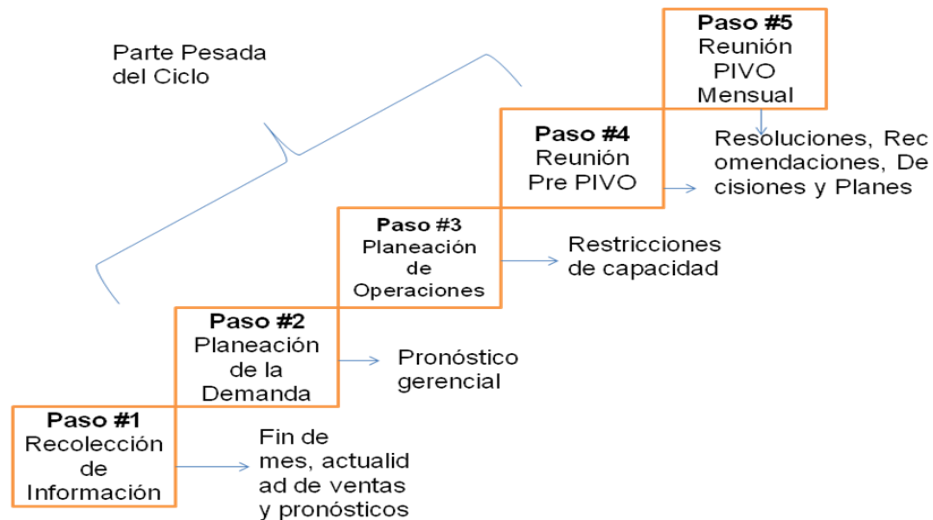 Parte Pesada
del Ciclo
Paso #5
Reunión
PIVO
Mensual
Resoluciones, Rec
omendaciones, De
cisiones y Planes
Paso #4
Reunión
Pre PIVO
Paso #3
Planeación
de
Operaciones
Restricciones
de capacidad
Paso #2
Planeación
de la
Demanda
Pronóstico
gerencial
Paso #1
Recolección
de
Información
Fin de
mes, actualid
ad de ventas
y pronósticos